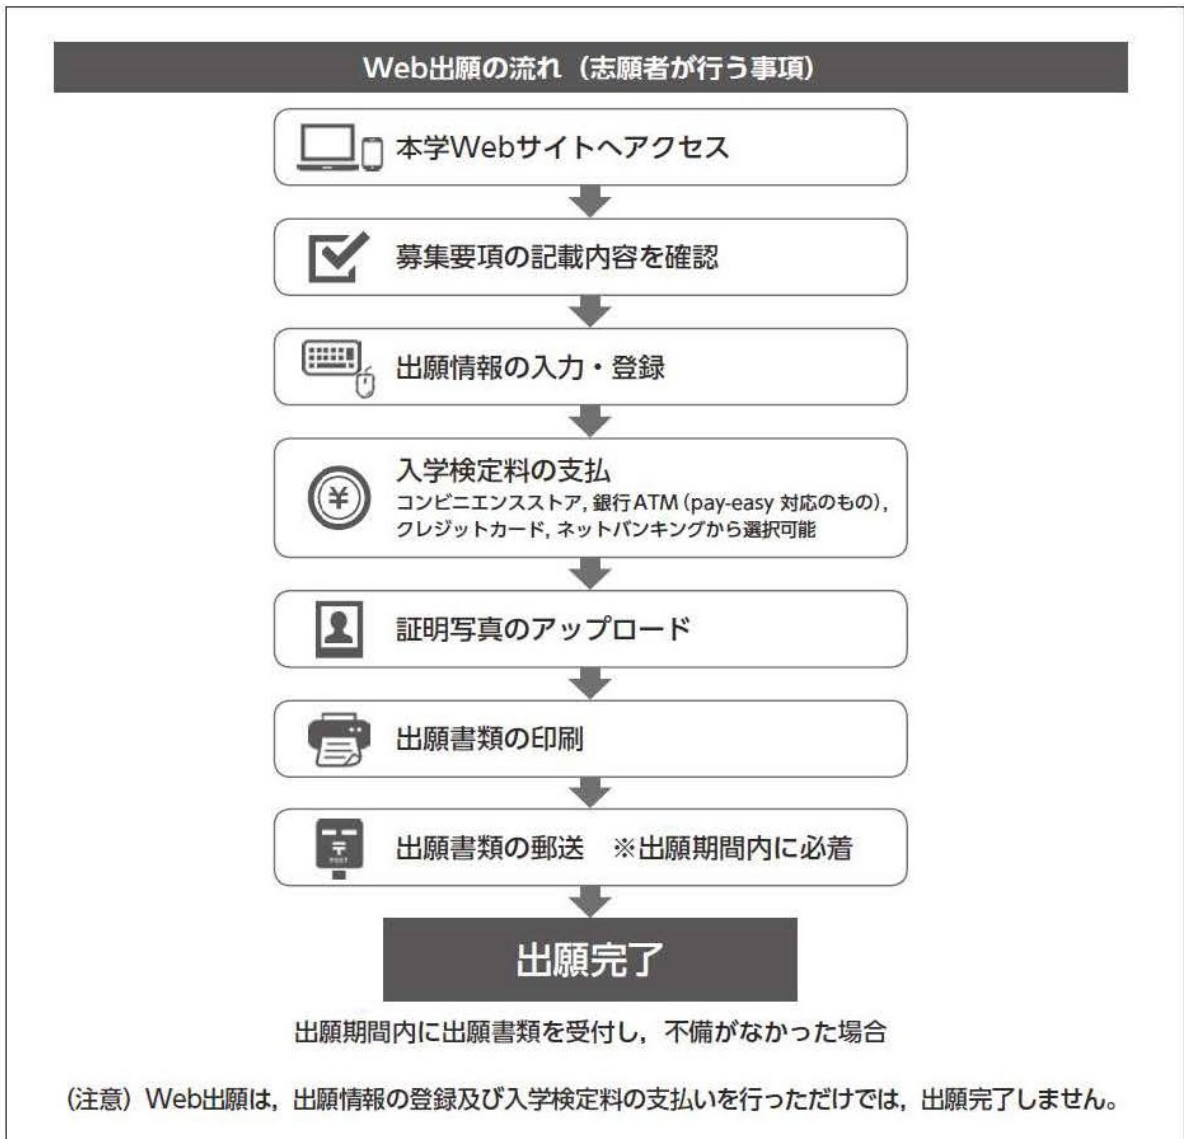 Web出願の流れ（志願者が行う事項）
本学Webサイトへアクセス
募集要項の記載内容を確認
出願情報の入力・登録
入学検定料の支払
コンビニエンスストア, 銀行ATM（pay-easy 対応のもの）,
クレジットカード, ネットバンキングから選択可能
証明写真のアップロード
出願書類の印刷
〒
POST
出願書類の郵送　※出願期間内に必着
出願完了
出願期間内に出願書類を受付し，不備がなかった場合
（注意）Web出願は，出願情報の登録及び入学検定料の支払いを行っただけでは，出願完了しません。